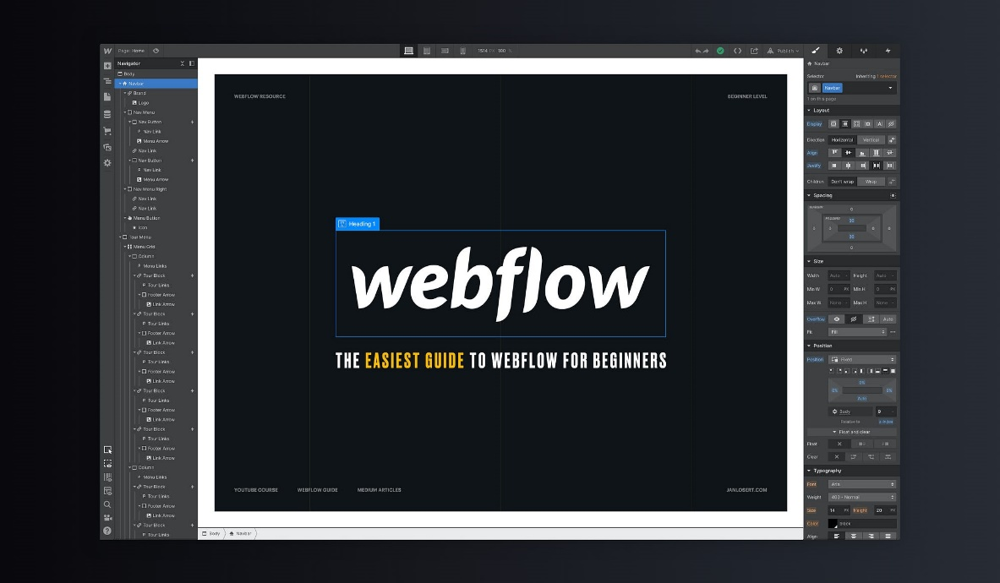 Page: Home
1514 PX 100 %
Publish
Navigator
Body
Navbar
Brand
Logo
Nav Menu
Nav Button
Nav Link
Menu Arrow
Nav Link
Nav Button
Nav Link
Menu Arrow
Nav Menu Right
Nav Link
Nav Link
Menu Button
Icon
Tour Menu
Menu Grid
Column
Menu Links
Tour Block
Tour Links
Footer Arrow
Link Arrow
Tour Block
Tour Links
Footer Arrow
Link Arrow
Tour Block
Tour Links
Footer Arrow
Link Arrow
Tour Block
Tour Links
Footer Arrow
Link Arrow
Tour Block
Tour Links
Footer Arrow
Link Arrow
Column
Menu Links
Tour Block
Tour Links
Footer Arrow
Link Arrow
Tour Block
Tour Links
WEBFLOW RESOURCE
BEGINNER LEVEL
Heading 1
webflow
THE EASIEST GUIDE TO WEBFLOW FOR BEGINNERS
YOUTUBE COURSE WEBFLOW GUIDE MEDIUM ARTICLES
JANLOSERT.COM
Body Navbar
Navbar
Selector Inheriting 1 selector
Navbar
1 on this page
Layout
Display
Direction Horizontal Vertical
Align
Justify
Children Don't wrap Wrap
Spacing
MARGIN
0
PADDING
30
0 0 0 0
30
0
Size
Width Auto - Height Auto -
Min W 0 PX Min H 0 PX
Max W None - Max H None -
Overflow Auto
Fit Fill
Position
Position Fixed
0%
0% 0%
Auto
Body 9 -
Relative to z-index
Float and clear
Float
Clear
Typography
Font Arial
Weight 400 - Normal
Size 14 PX Height 20 PX
Color black
Align